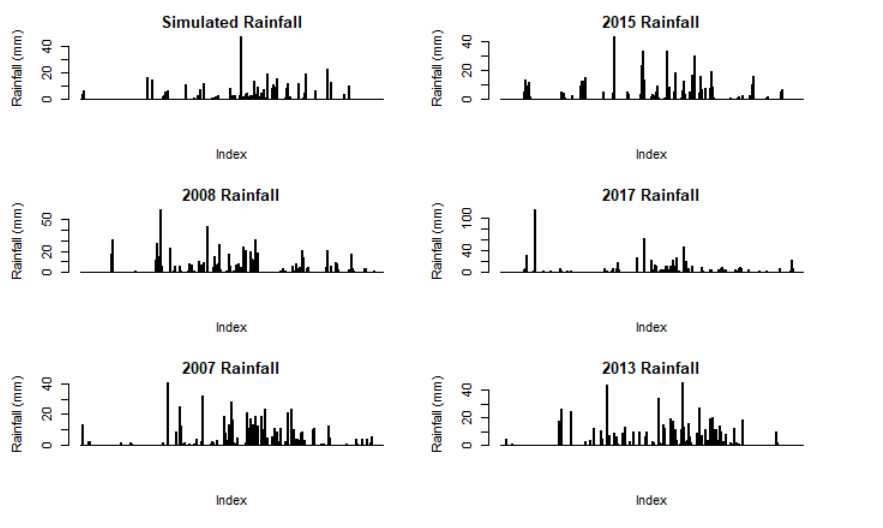 Simulated Rainfall
Rainfall (mm)
0
20
40
Index
2015 Rainfall
Rainfall (mm)
0
20
40
Index
2008 Rainfall
Rainfall (mm)
0
20
50
Index
2017 Rainfall
Rainfall (mm)
0
40
100
Index
2007 Rainfall
Rainfall (mm)
0
20
40
Index
2013 Rainfall
Rainfall (mm)
0
20
40
Index